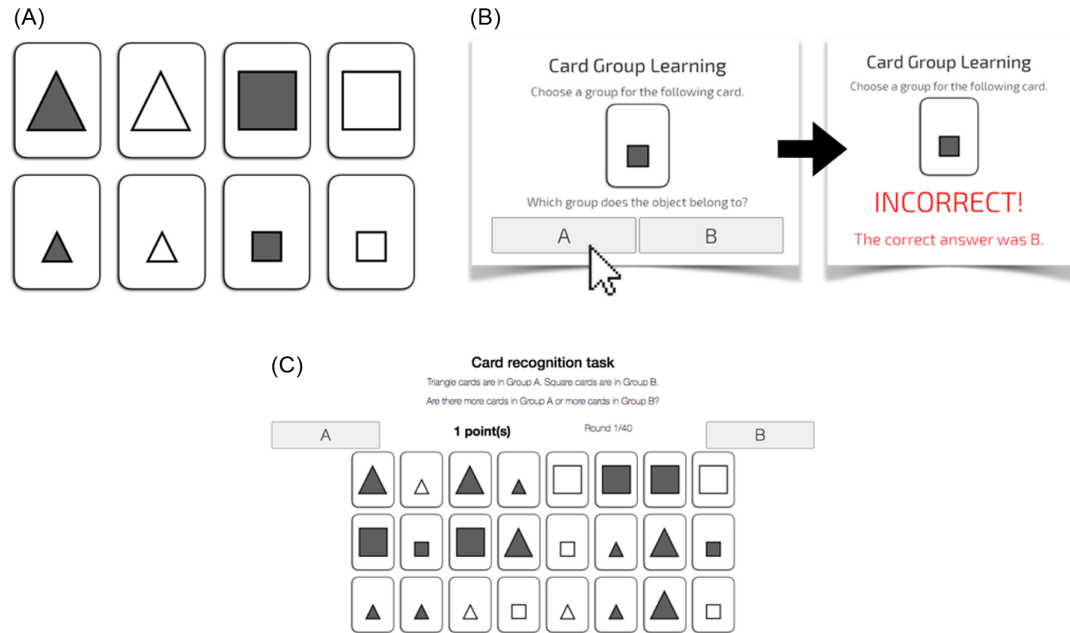 (A)
(B)
Card Group Learning
Choose a group for the following card.
Which group does the object belong to?
A B
Card Group Learning
Choose a group for the following card.
INCORRECT!
The correct answer was B.
(C)
Card recognition task
Triangle cards are in Group A. Square cards are in Group B.
Are there more cards in Group A or more cards in Group B?
A 1 point(s) Round 1/40 B